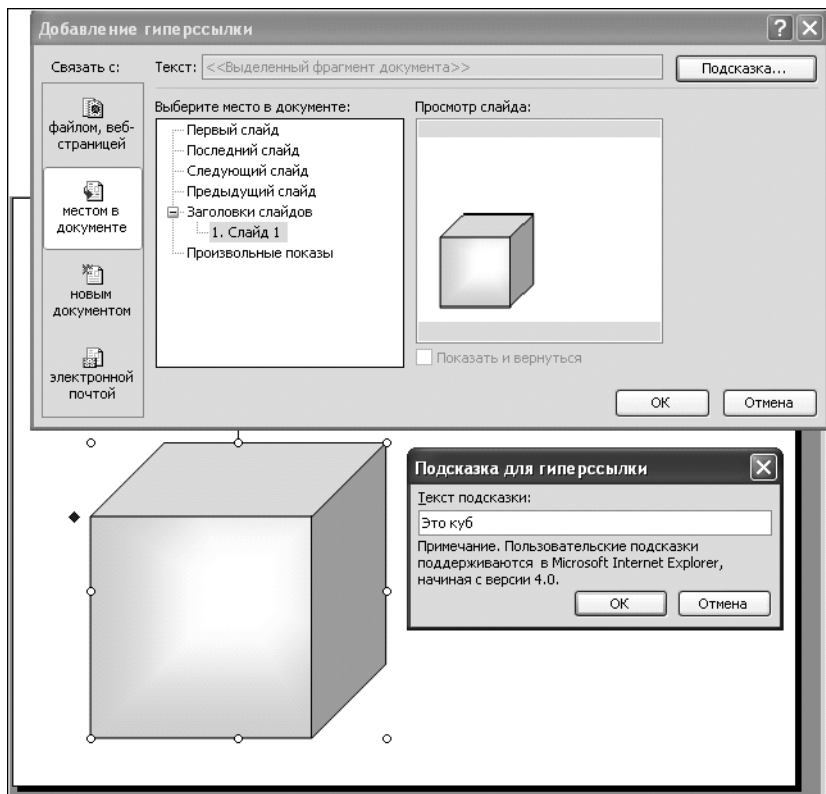 Добавление гиперссылки
Связать с:
Текст: <<Выделенный фрагмент документа>>
Подсказка...
файлом, веб-
страницей
местом в
документе
новым
документом
электронной
почтой
Выберите место в документе:
Первый слайд
Последний слайд
Следующий слайд
Предыдущий слайд
Заголовки слайдов
1. Слайд 1
Произвольные показы
Просмотр слайда:
Показать и вернуться
ОК
Отмена
Подсказка для гиперссылки
Текст подсказки:
Это куб
Примечание. Пользовательские подсказки
поддерживаются в Microsoft Internet Explorer,
начиная с версии 4.0.
ОК
Отмена